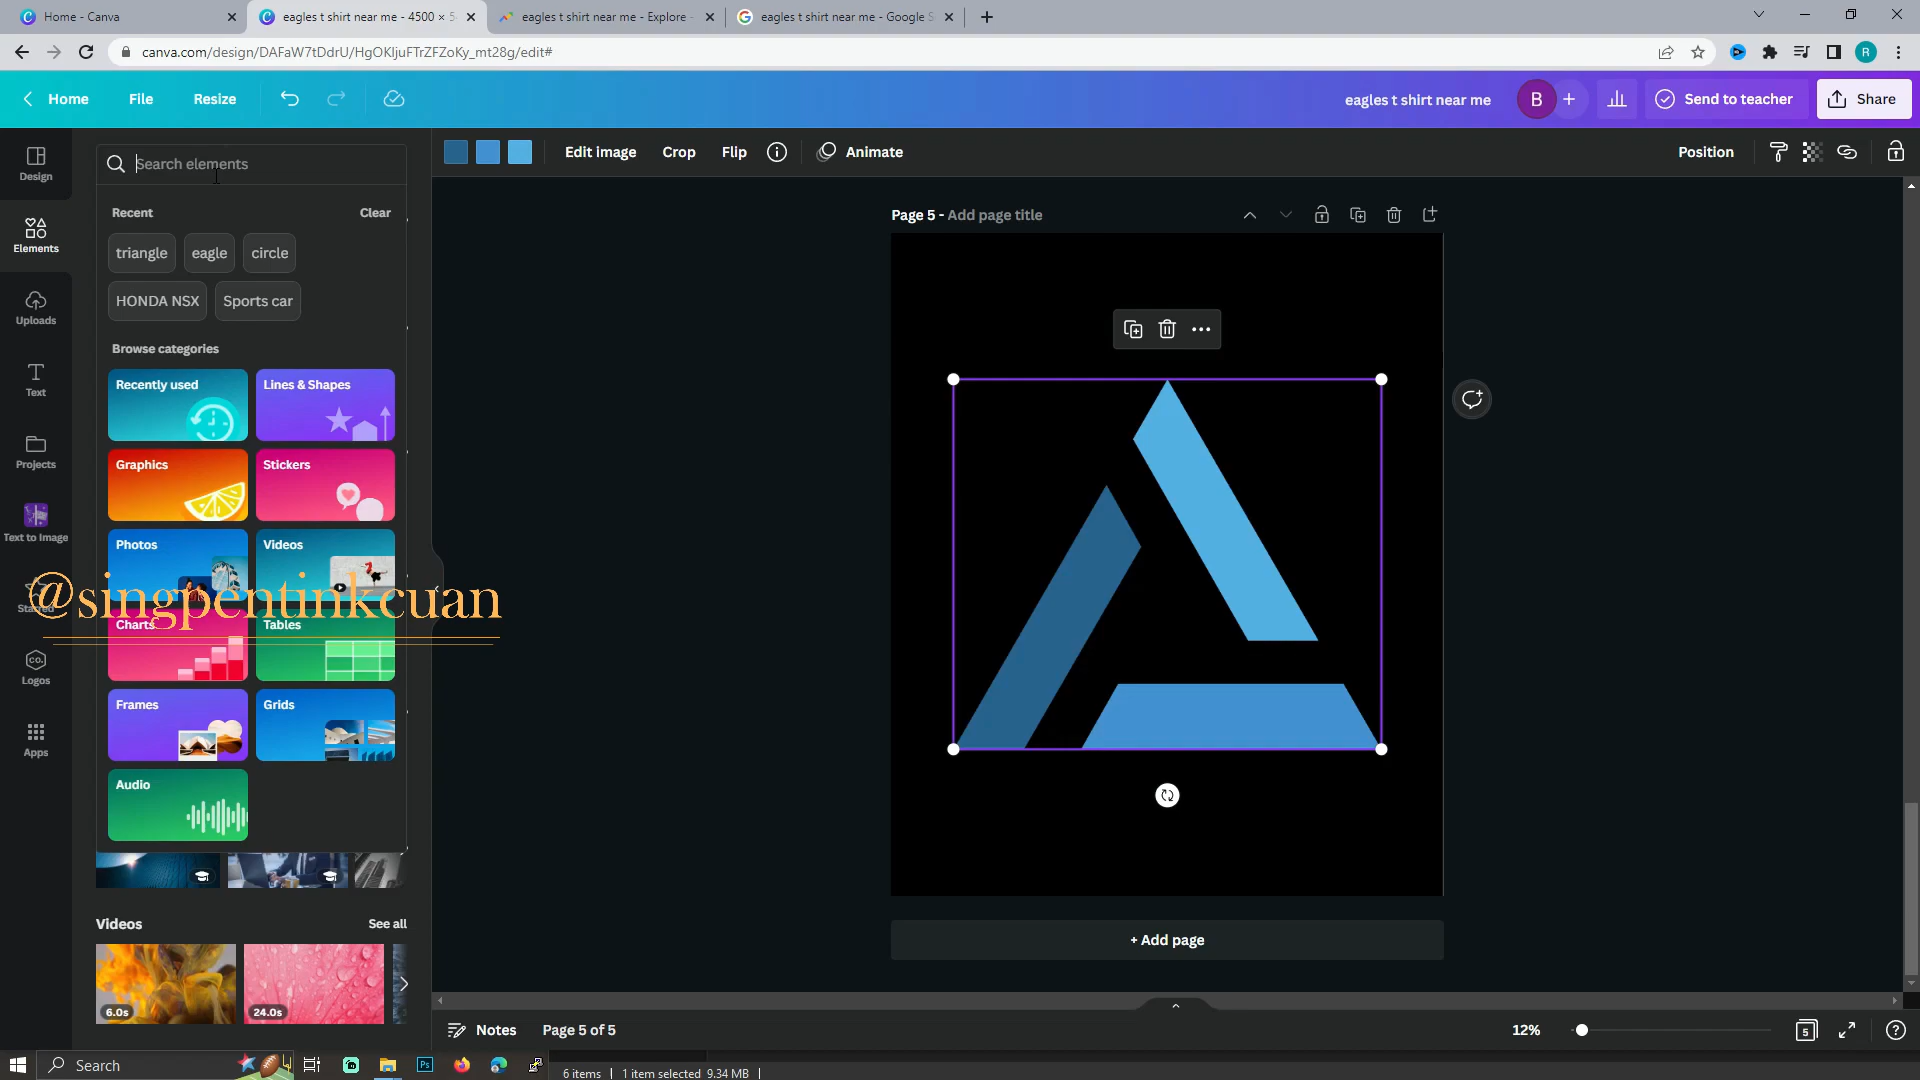 Home - Canva
eagles t shirt near me - 4500 × 5
eagles t shirt near me - Explore -
eagles t shirt near me - Google S
canva.com/design/DAFaW7tDdrU/HgOKIjuFTrZFZoKy_mt28g/edit#
R
Home
File
Resize
eagles t shirt near me
B
Send to teacher
Share
Design
Elements
Uploads
Text
Projects
Text to Image
Starred
Logos
Apps
Search elements
Recent
Clear
triangle
eagle
circle
HONDA NSX
Sports car
Browse categories
Recently used
Lines & Shapes
Graphics
Stickers
Photos
Videos
@singpentinkcuan
Charts
Tables
Frames
Grids
Audio
Videos
See all
6.0s
24.0s
Edit image
Crop
Flip
Animate
Position
Page 5 - Add page title
+ Add page
Notes
Page 5 of 5
12%
5
Search
Ps
6 items
1 item selected 9.34 MB